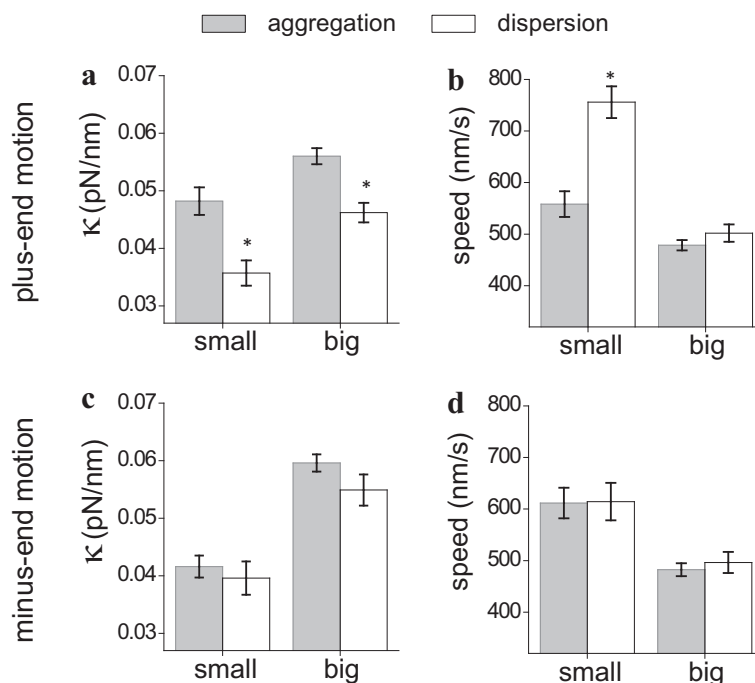 aggregation dispersion
plus-end motion
a
κ (pN/nm)
0.07
0.06
0.05
0.04
0.03
*
*
small big
b
speed (nm/s)
800
700
600
500
400
*
small big
minus-end motion
c
κ (pN/nm)
0.07
0.06
0.05
0.04
0.03
small big
d
speed (nm/s)
800
700
600
500
400
small big